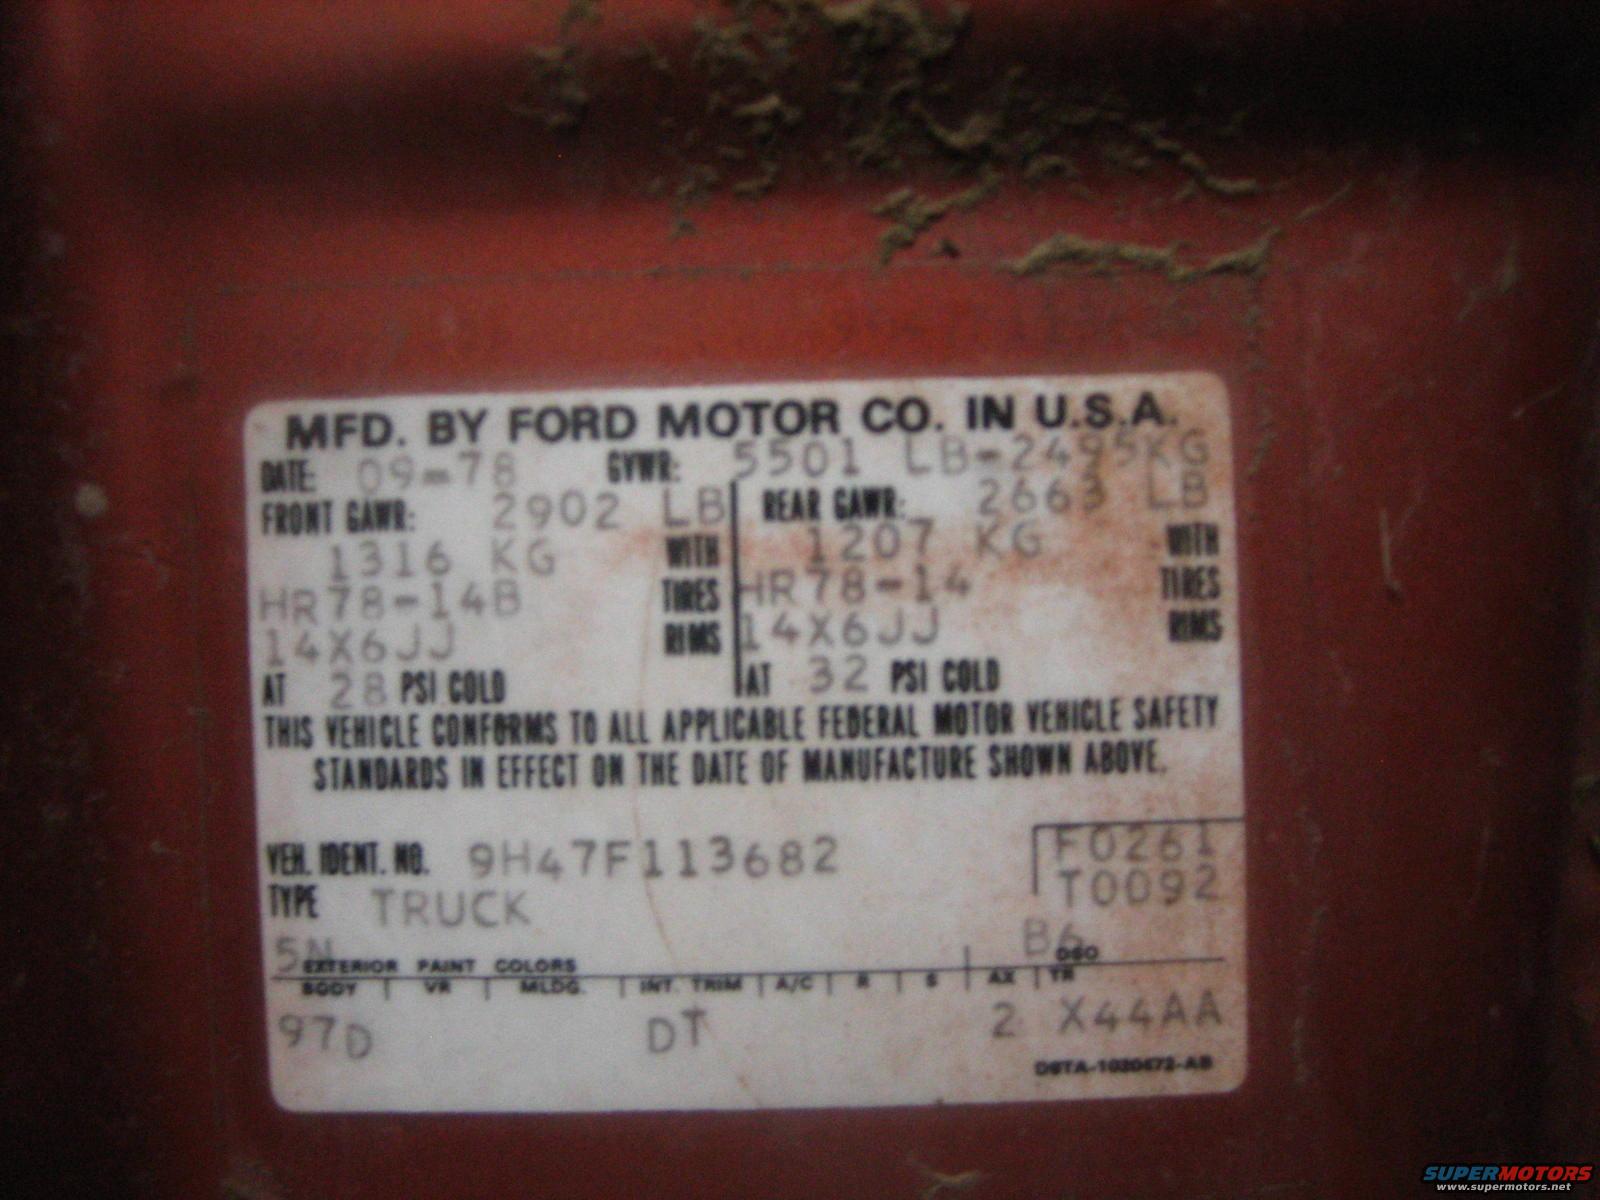 MFD. BY FORD MOTOR CO. IN U.S.A.
DATE: 09-78 GVWR: 5501 LB-2495KG
FRONT GAWR: 2902 LB REAR GAWR: 2663 LB
1316 KG WITH 1207 KG WITH
HR78-14B TIRES HR78-14 TIRES
14X6JJ RIMS 14X6JJ RIMS
AT 28 PSI COLD AT 32 PSI COLD
THIS VEHICLE CONFORMS TO ALL APPLICABLE FEDERAL MOTOR VEHICLE SAFETY
STANDARDS IN EFFECT ON THE DATE OF MANUFACTURE SHOWN ABOVE.
VEH. IDENT. NO. 9H47F113682 F0261
TYPE TRUCK T0092
5N B6
EXTERIOR PAINT COLORS DSO
BODY VR MLDG. INT. TRIM A/C R S AX TR
97D DT 2 X44AA
SUPERMOTORS
www.supermotors.net